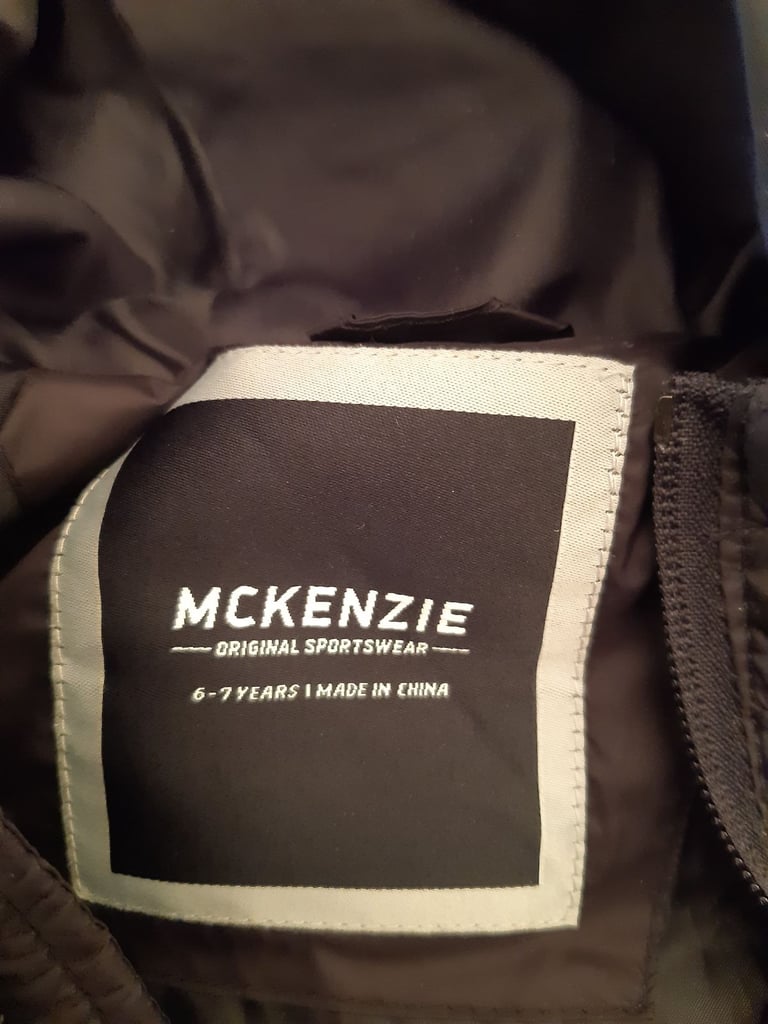 MCKENZIE
ORIGINAL SPORTSWEAR
6-7 YEARS | MADE IN CHINA